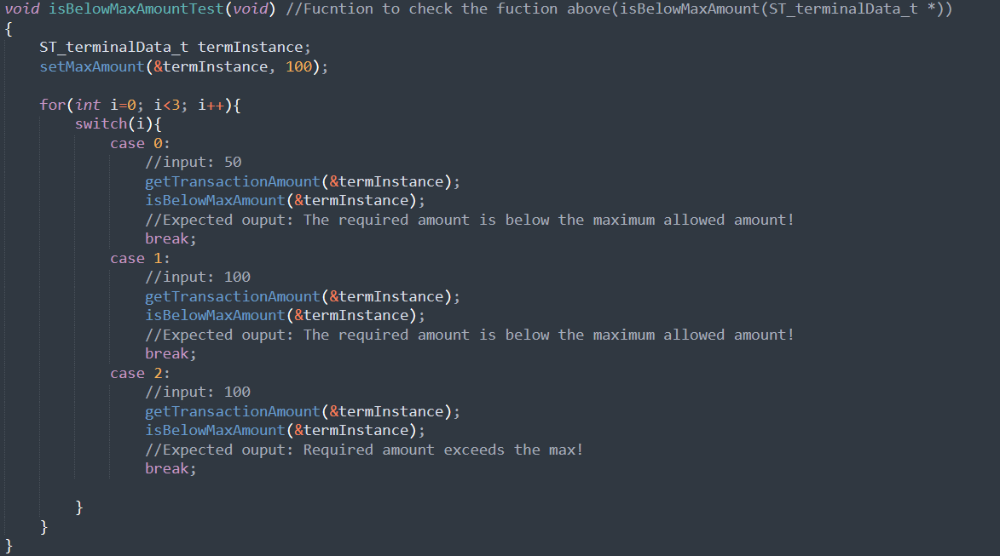 void isBelowMaxAmountTest(void) //Fucntion to check the fuction above(isBelowMaxAmount(ST_terminalData_t *))
{
    ST_terminalData_t termInstance;
    setMaxAmount(&termInstance, 100);

    for(int i=0; i<3; i++){
        switch(i){
            case 0:
                //input: 50
                getTransactionAmount(&termInstance);
                isBelowMaxAmount(&termInstance);
                //Expected ouput: The required amount is below the maximum allowed amount!
                break;
            case 1:
                //input: 100
                getTransactionAmount(&termInstance);
                isBelowMaxAmount(&termInstance);
                //Expected ouput: The required amount is below the maximum allowed amount!
                break;
            case 2:
                //input: 100
                getTransactionAmount(&termInstance);
                isBelowMaxAmount(&termInstance);
                //Expected ouput: Required amount exceeds the max!
                break;

        }
    }
}